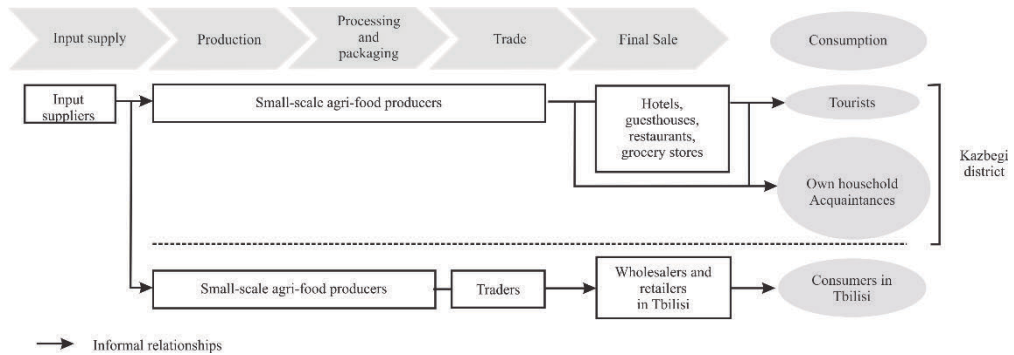 Input supply
Production
Processing
and
packaging
Trade
Final Sale
Consumption
Input
suppliers
Small-scale agri-food producers
Hotels,
guesthouses,
restaurants,
grocery stores
Tourists
Own household
Acquaintances
Kazbegi
district
Small-scale agri-food producers
Traders
Wholesalers and
retailers
in Tbilisi
Consumers in
Tbilisi
Informal relationships